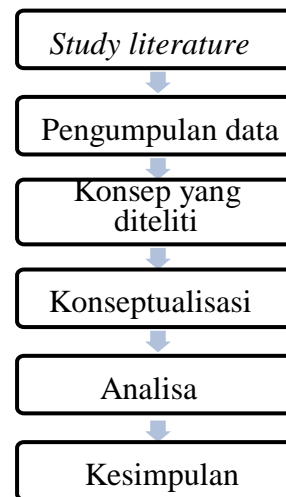 Study literature
Pengumpulan data
Konsep yang
diteliti
Konseptualisasi
Analisa
Kesimpulan